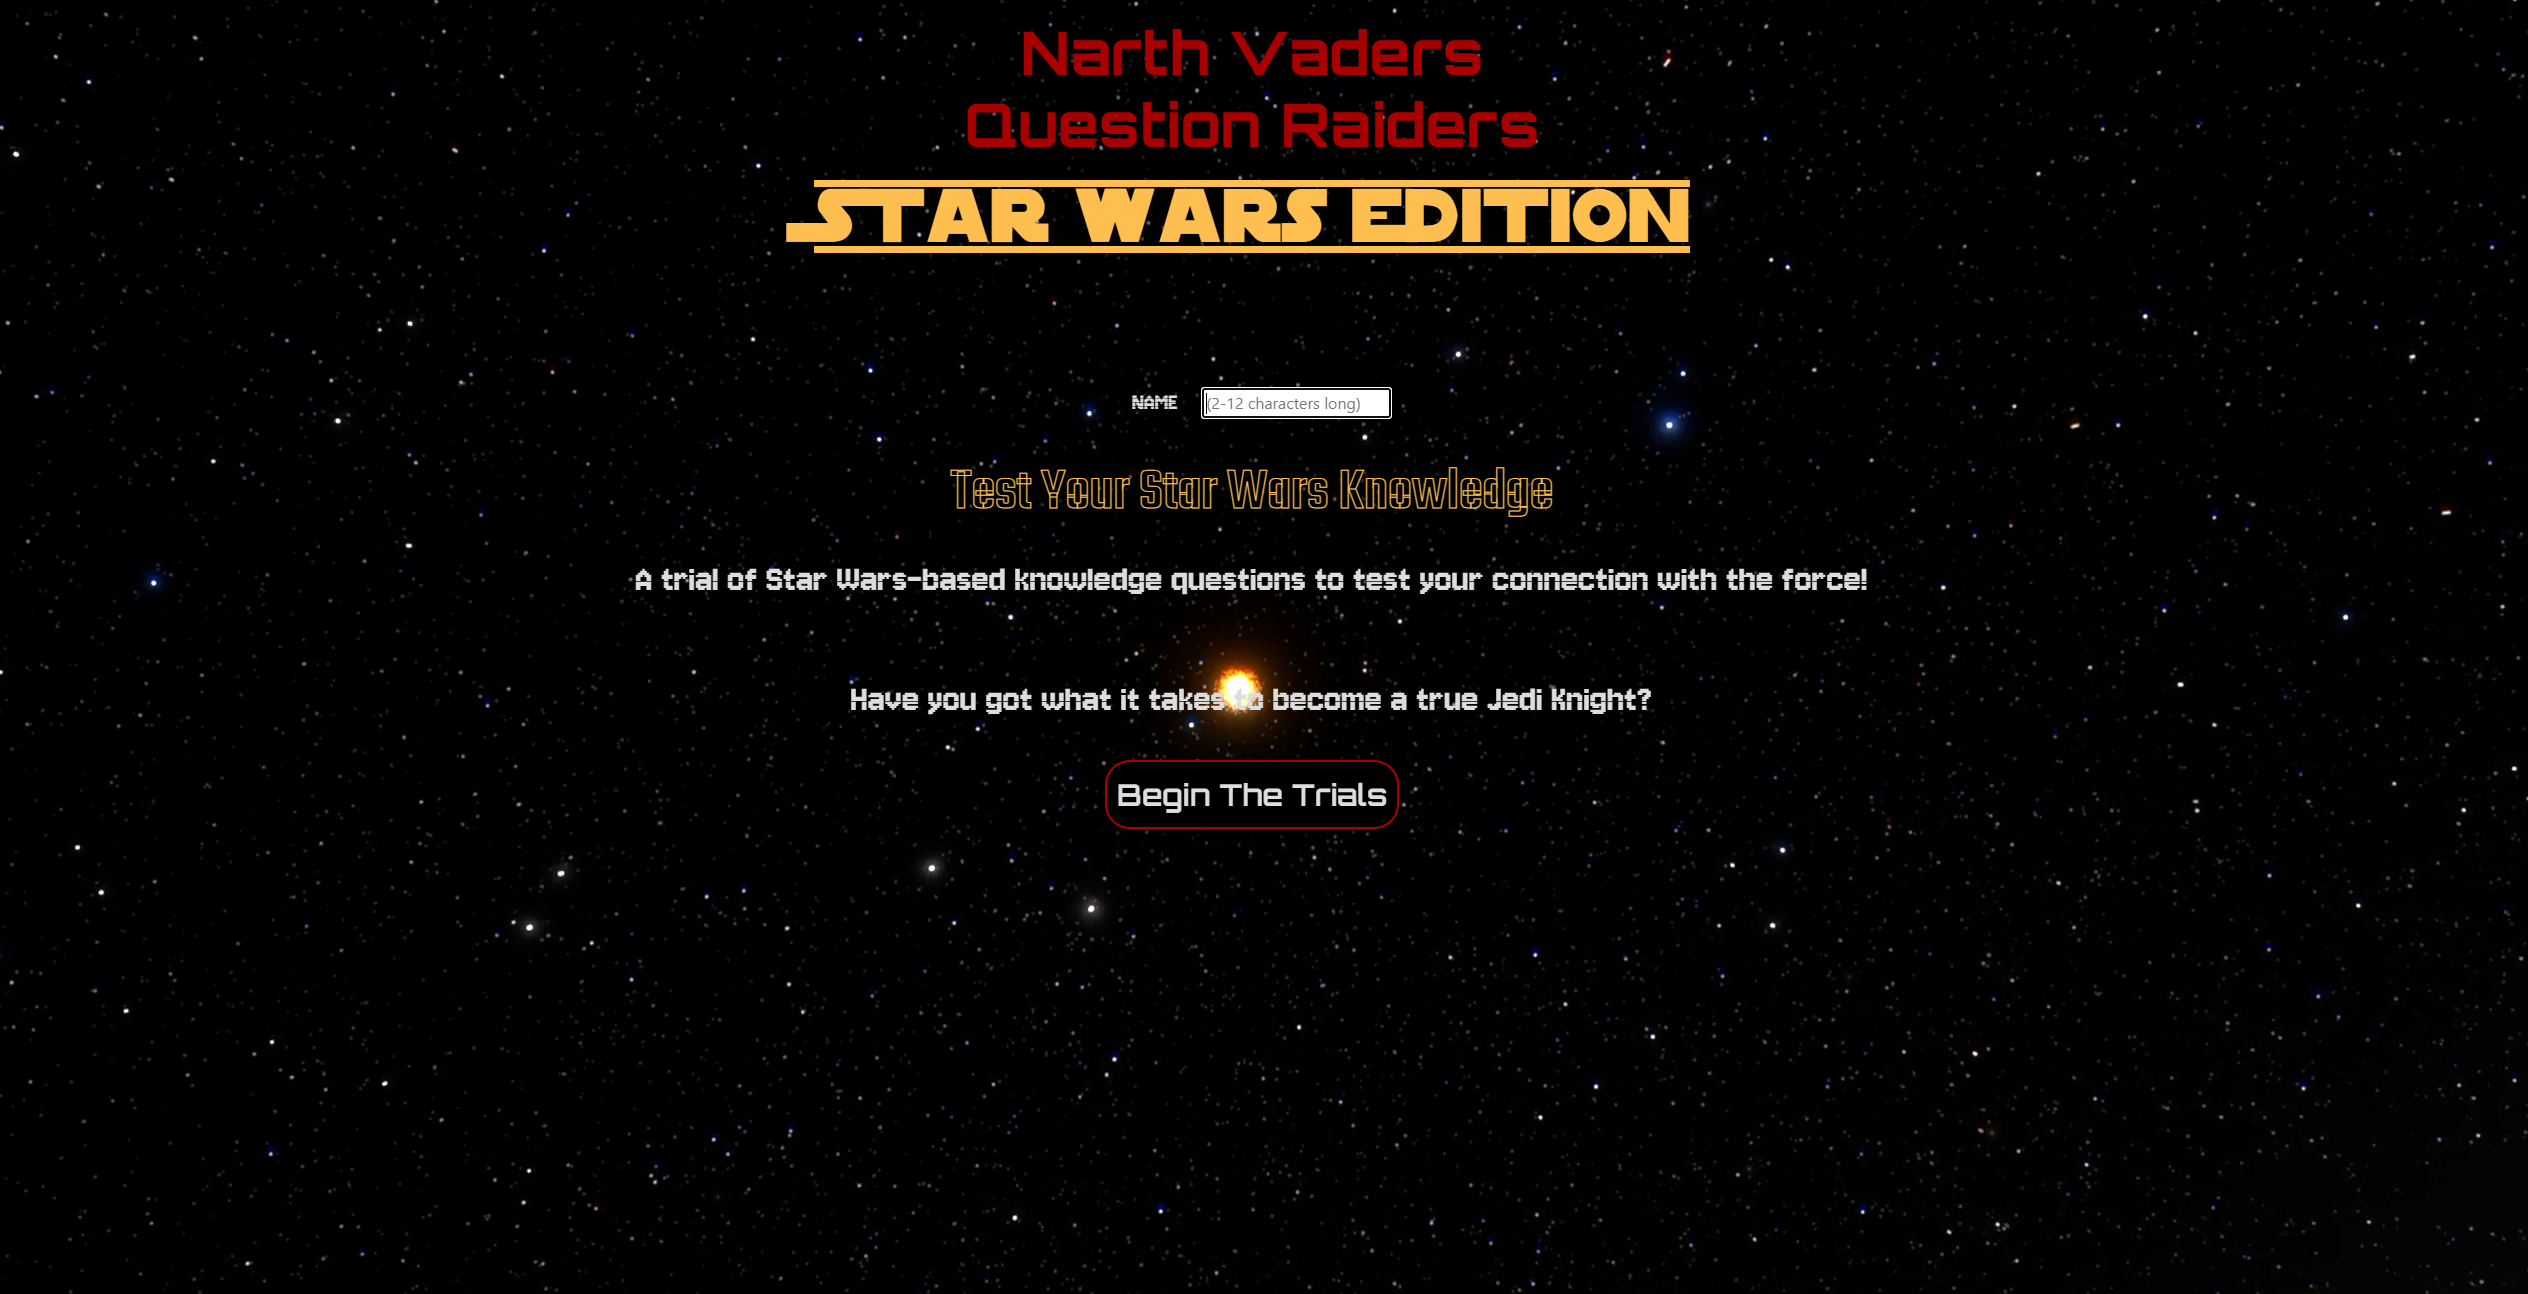 Narth Vaders
Question Raiders
STAR WARS EDITION
NAME (2-12 characters long)
Test Your Star Wars Knowledge
A trial of Star Wars-based knowledge questions to test your connection with the force!
Have you got what it takes to become a true Jedi Knight?
Begin The Trials